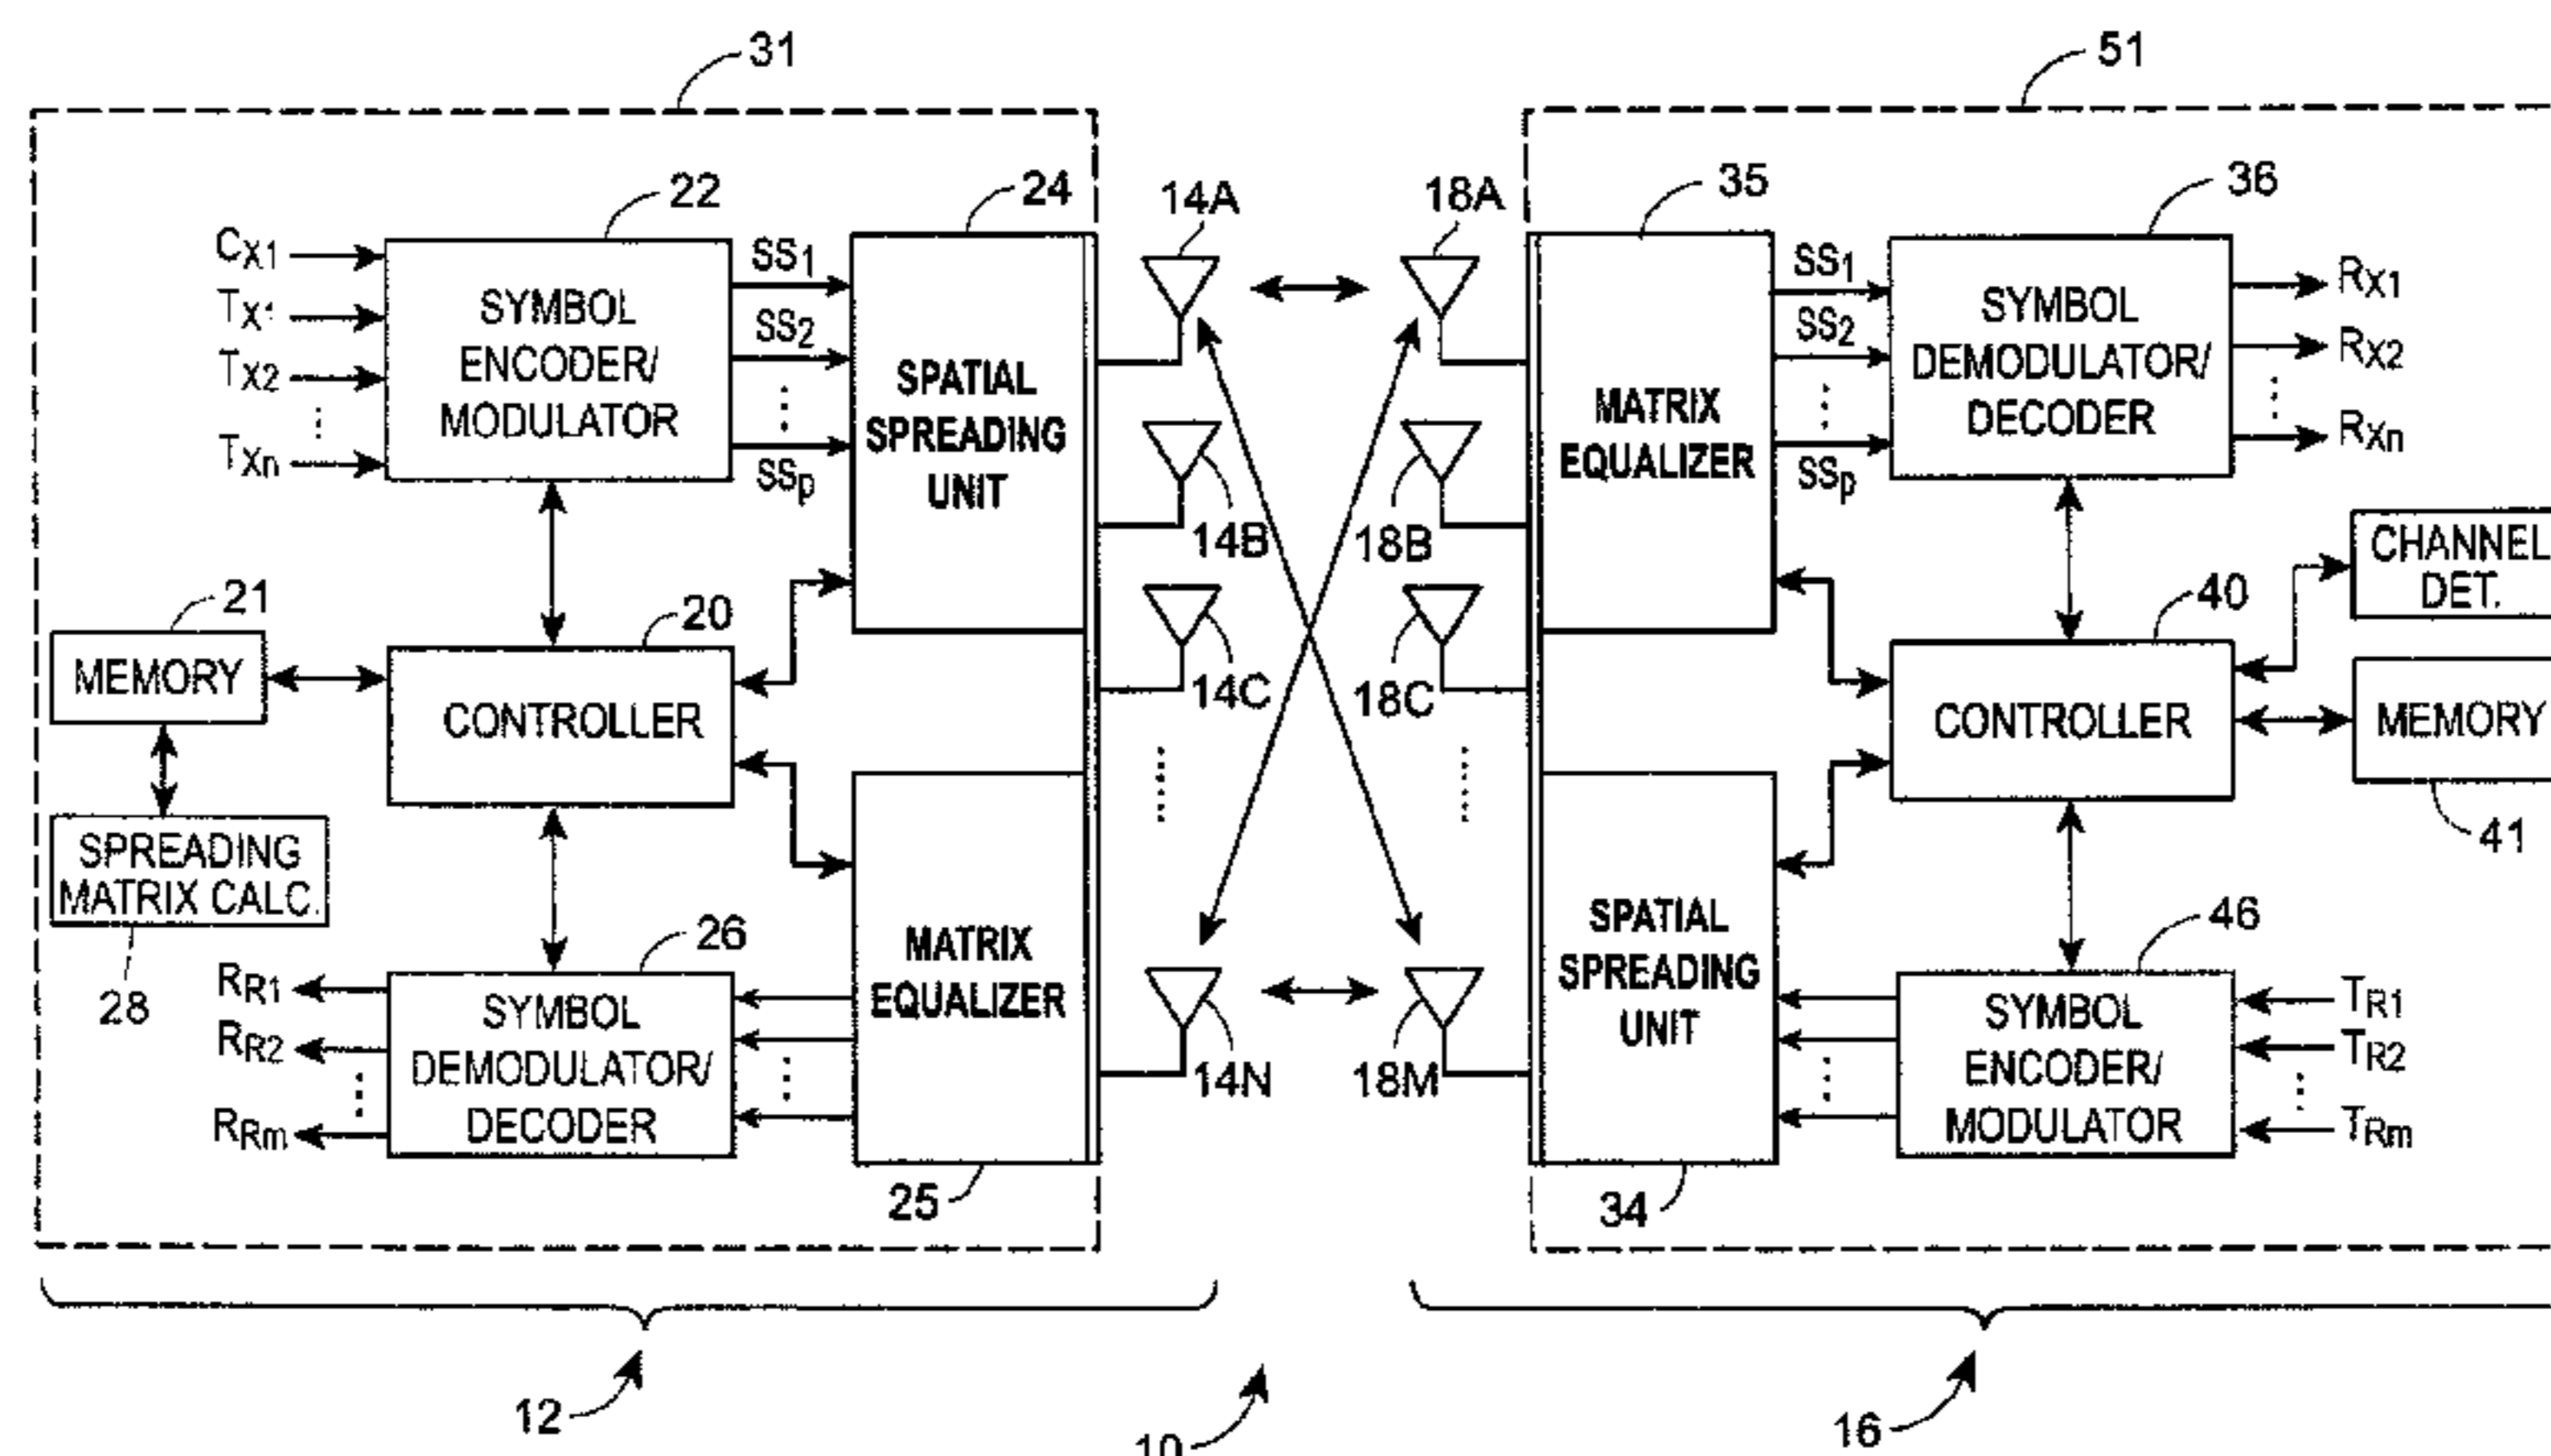 31
51
22
24
14A
18A
35
36
CX1
TX1
TX2
TXn
SYMBOL
ENCODER/
MODULATOR
SS1
SS2
SSp
SPATIAL
SPREADING
UNIT
14B
18B
14C
18C
MATRIX
EQUALIZER
SS1
SS2
SSp
SYMBOL
DEMODULATOR/
DECODER
RX1
RX2
RXn
CHANNEL
DET.
21
MEMORY
20
CONTROLLER
40
CONTROLLER
MEMORY
41
SPREADING
MATRIX CALC.
28
26
RR1
RR2
RRm
SYMBOL
DEMODULATOR/
DECODER
MATRIX
EQUALIZER
25
14N
18M
SPATIAL
SPREADING
UNIT
34
46
SYMBOL
ENCODER/
MODULATOR
TR1
TR2
TRm
12
10
16